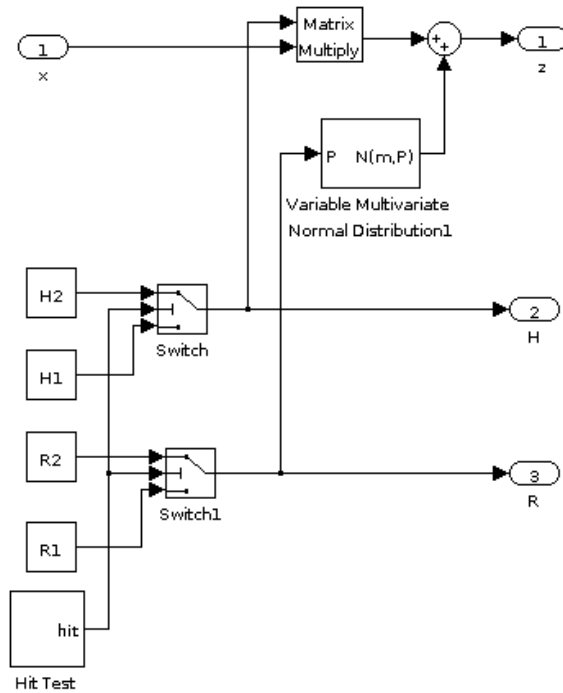 Matrix
Multiply
1
x
+
+
1
z
P N(m,P)
Variable Multivariate
Normal Distribution1
H2
Switch
2
H
H1
R2
Switch1
3
R
R1
hit
Hit Test